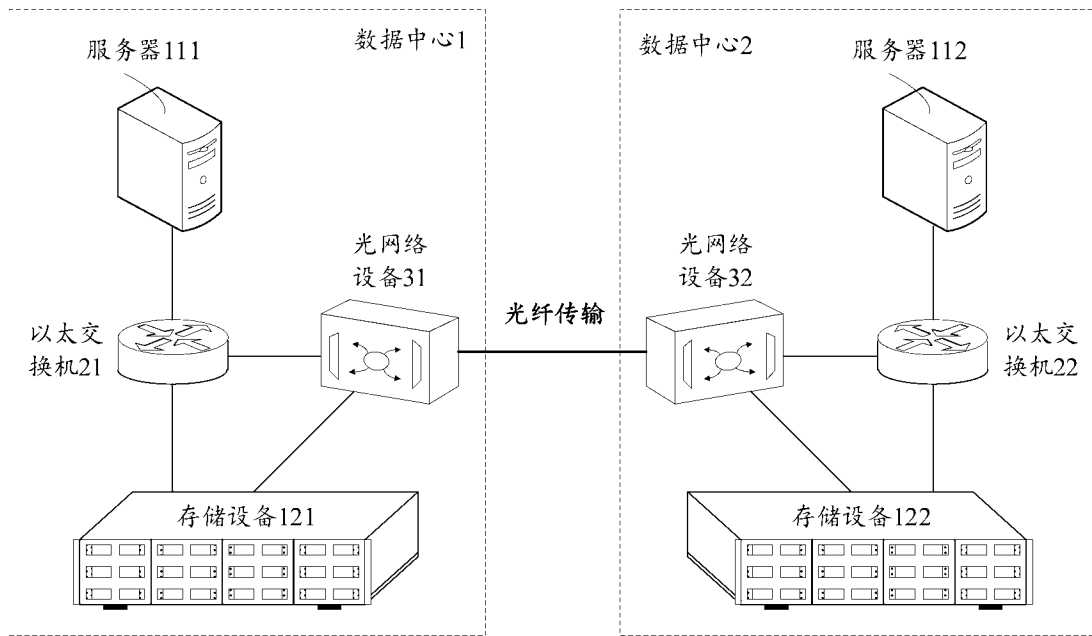 数据中心1
数据中心2
服务器111
服务器112
光网络
设备31
光网络
设备32
光纤传输
以太交
换机21
以太交
换机22
存储设备121
存储设备122